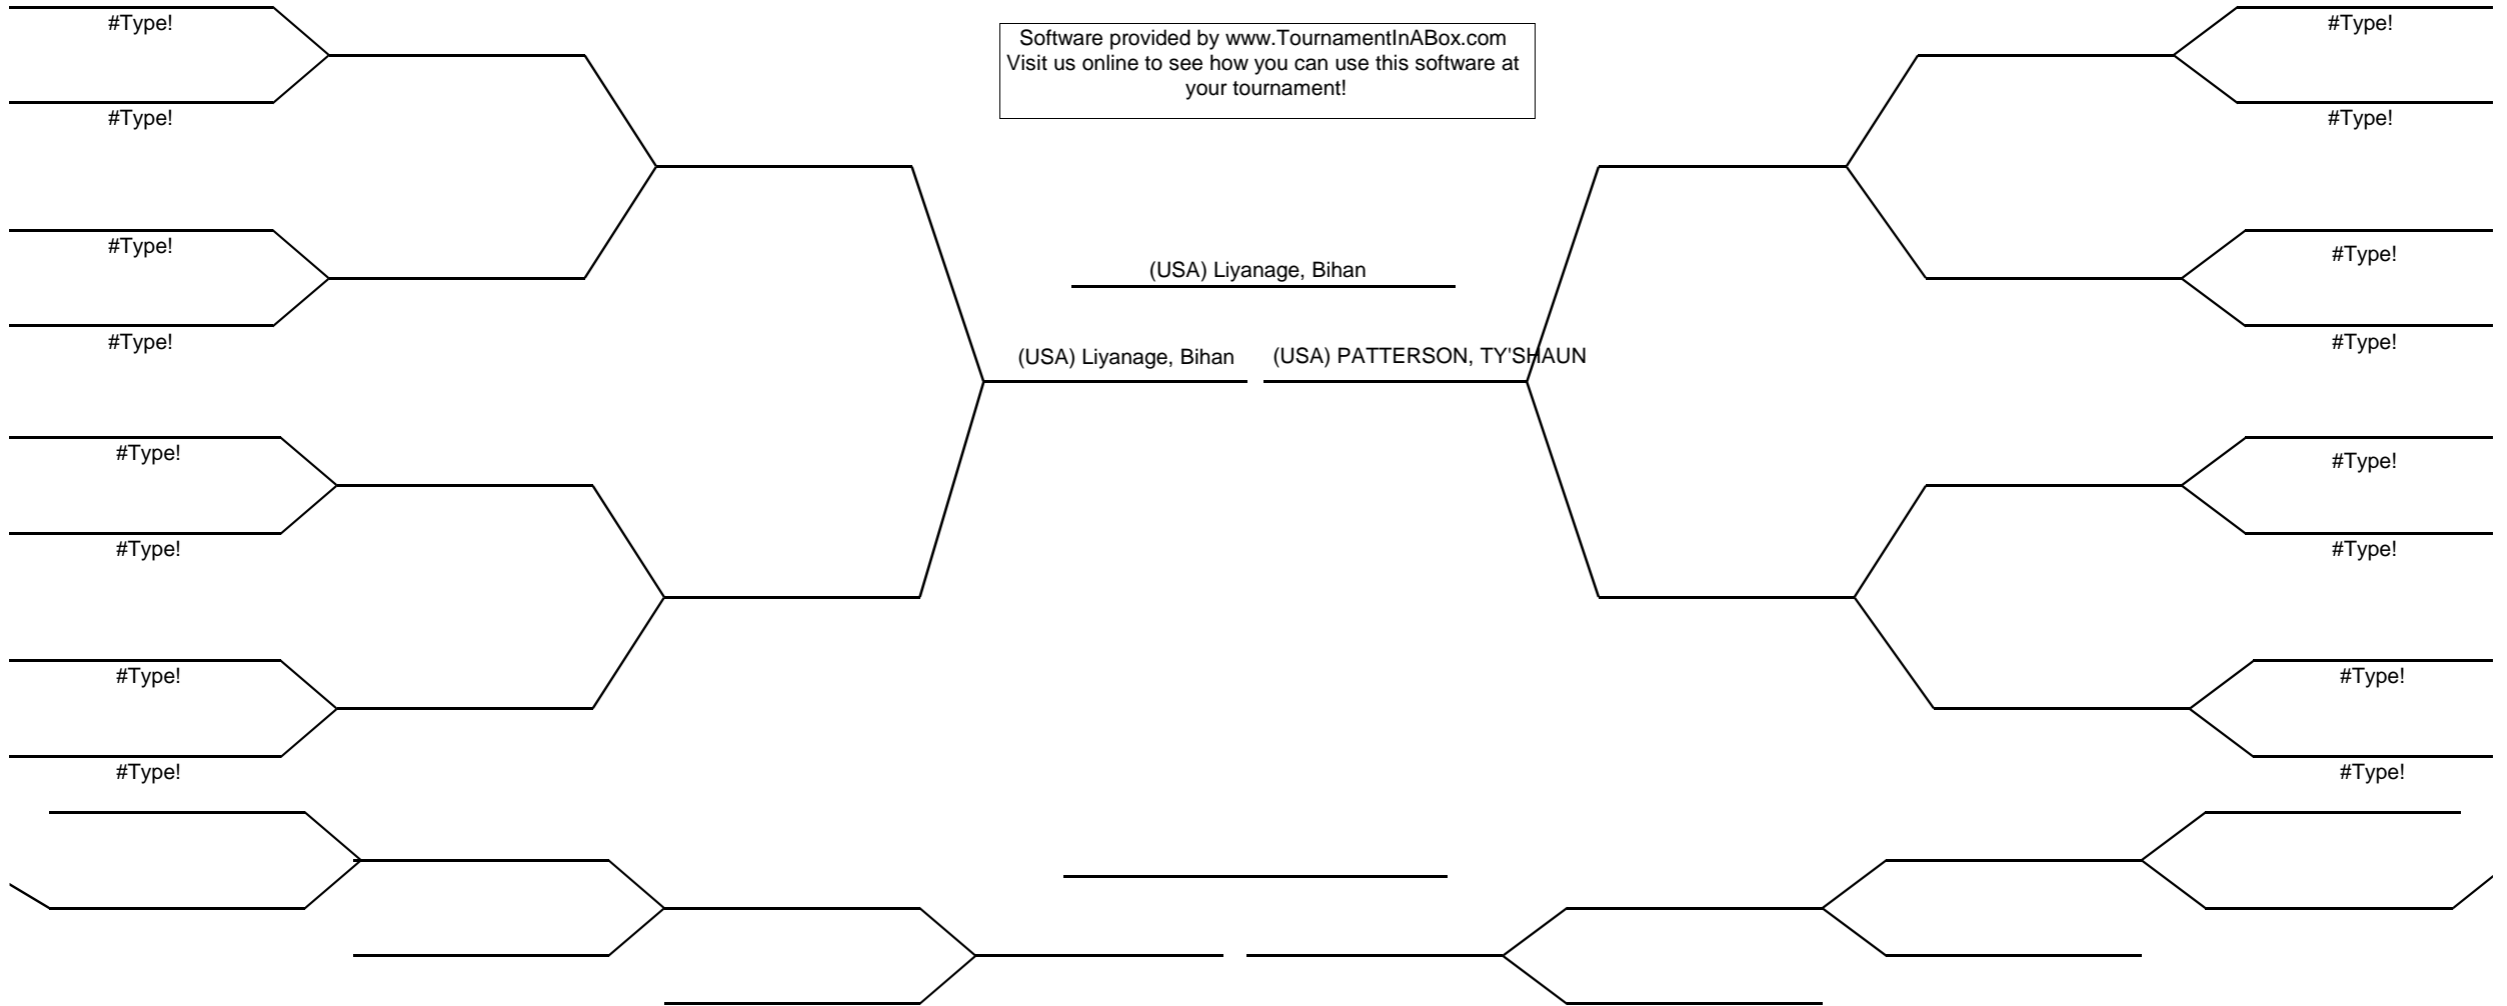 #Type!
#Type!
Software provided by www.TournamentInABox.com
Visit us online to see how you can use this software at
your tournament!
#Type!
#Type!
#Type!
#Type!
(USA) Liyanage, Bihan
#Type!
#Type!
(USA) Liyanage, Bihan
(USA) PATTERSON, TY'SHAUN
#Type!
#Type!
#Type!
#Type!
#Type!
#Type!
#Type!
#Type!